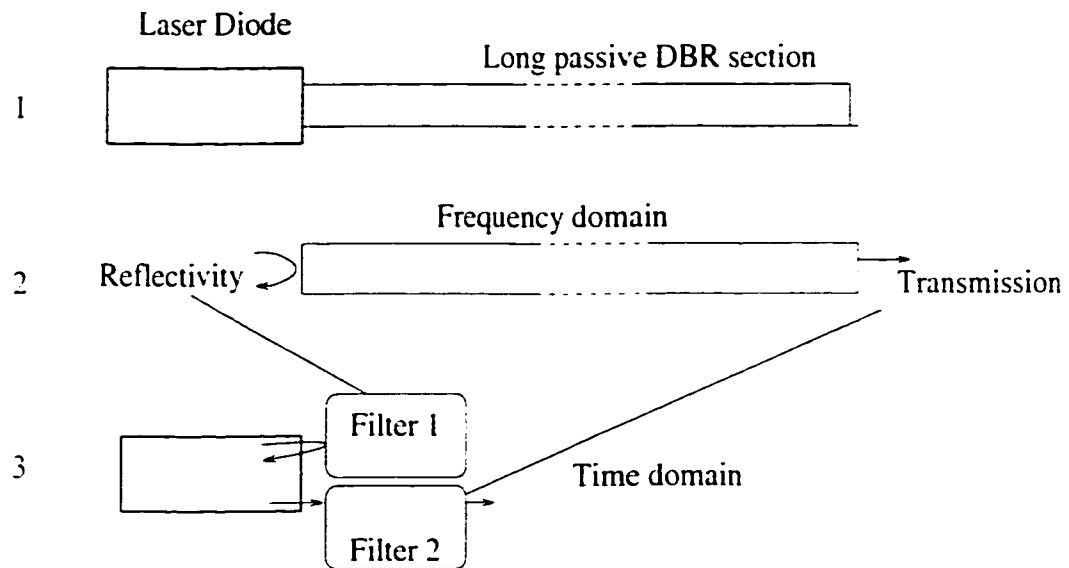 Laser Diode
Long passive DBR section
1
Frequency domain
2
Reflectivity
Transmission
Filter 1
3
Time domain
Filter 2